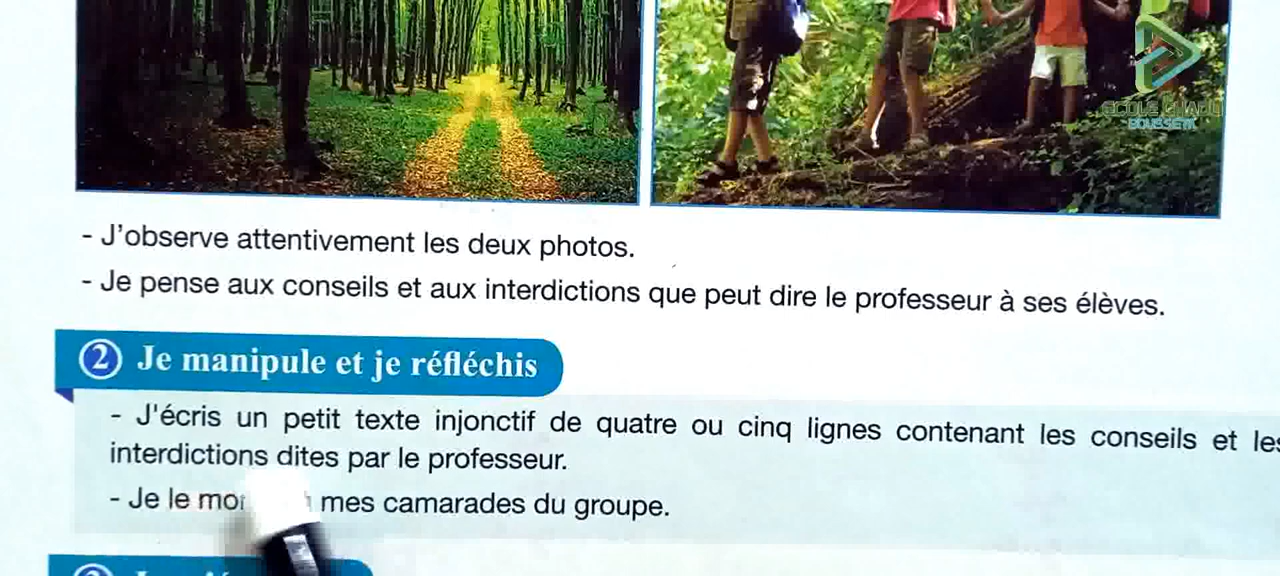 - J'observe attentivement les deux photos.
- Je pense aux conseils et aux interdictions que peut dire le professeur à ses élèves.
2 Je manipule et je réfléchis
- J'écris un petit texte injonctif de quatre ou cinq lignes contenant les conseils et les
interdictions dites par le professeur.
- Je le mes camarades du groupe.